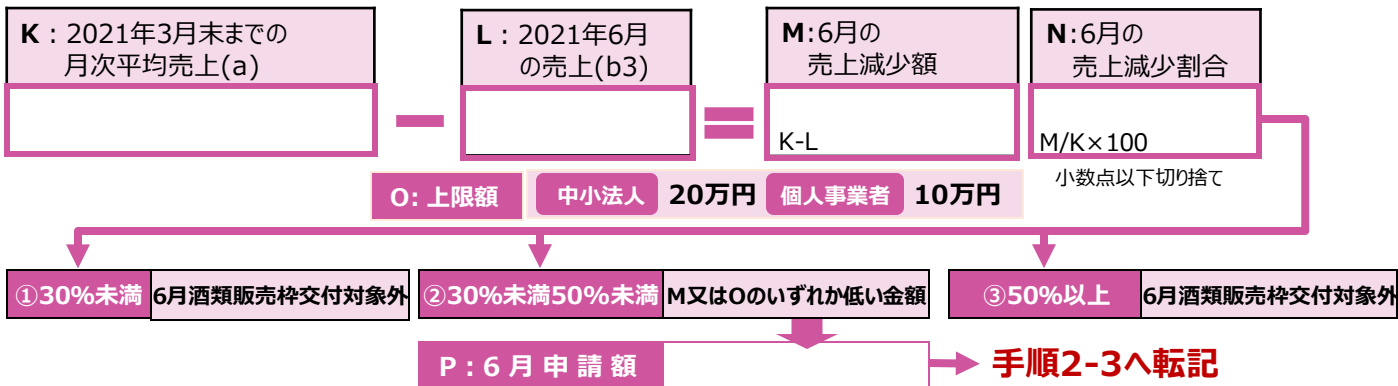 K：2021年3月末までの
月次平均売上(a)
L：2021年6月
の売上(b3)
M:6月の
売上減少額
N:6月の
売上減少割合
K-L
M/K×100
小数点以下切り捨て
O: 上限額 中小法人 20万円 個人事業者 10万円
①30%未満 6月酒類販売枠交付対象外 ②30%未満50%未満 M又はOのいずれか低い金額 ③50%以上 6月酒類販売枠交付対象外
P：6月申請額 手順2-3へ転記